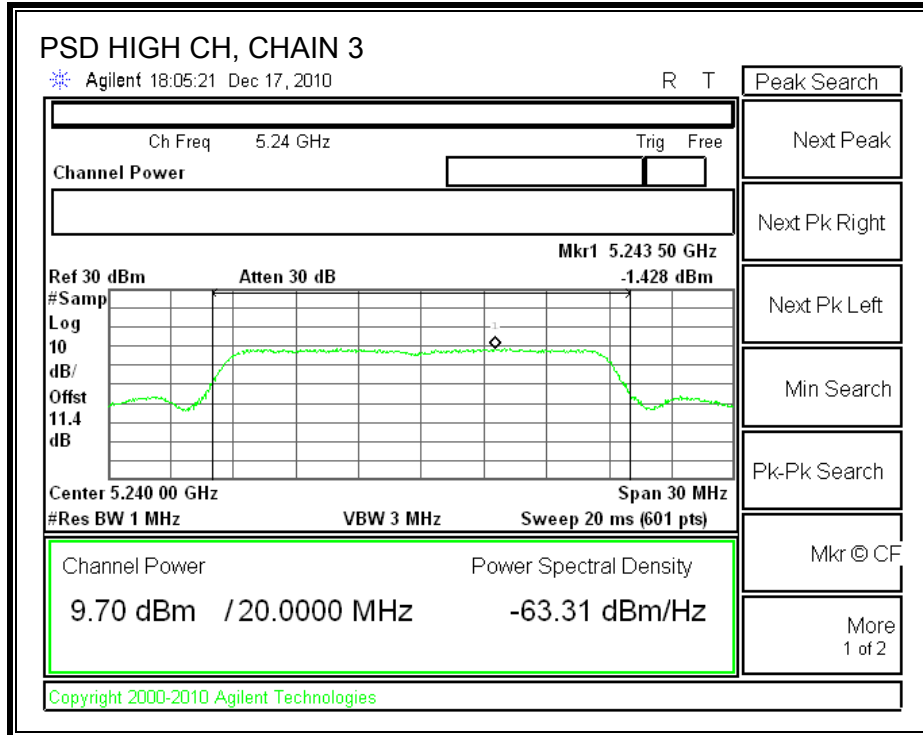 PSD HIGH CH, CHAIN 3
Agilent 18:05:21 Dec 17, 2010 R T
Peak Search
Ch Freq 5.24 GHz Trig Free
Channel Power
Mkr1 5.243 50 GHz
Ref 30 dBm Atten 30 dB -1.428 dBm
#Samp
Log
10
dB/
Offst
11.4
dB
1
Center 5.240 00 GHz Span 30 MHz
#Res BW 1 MHz VBW 3 MHz Sweep 20 ms (601 pts)
Channel Power Power Spectral Density
9.70 dBm / 20.0000 MHz -63.31 dBm/Hz
Next Peak
Next Pk Right
Next Pk Left
Min Search
Pk-Pk Search
Mkr © CF
More
1 of 2
Copyright 2000-2010 Agilent Technologies